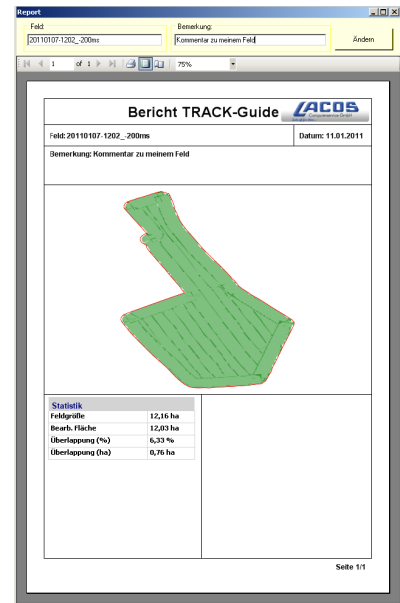 Report
Feld:
Bemerkung:
20110107-1202_-200ms
Kommentar zu meinem Feld
Ändern
1 of 1
75%
Bericht TRACK-Guide
LACOS
Computerservice GmbH
Feld: 20110107-1202_-200ms
Datum: 11.01.2011
Bemerkung: Kommentar zu meinem Feld
Statistik
Feldgröße 12,16 ha
Bearb. Fläche 12,03 ha
Überlappung (%) 6,33 %
Überlappung (ha) 0,76 ha
Seite 1/1